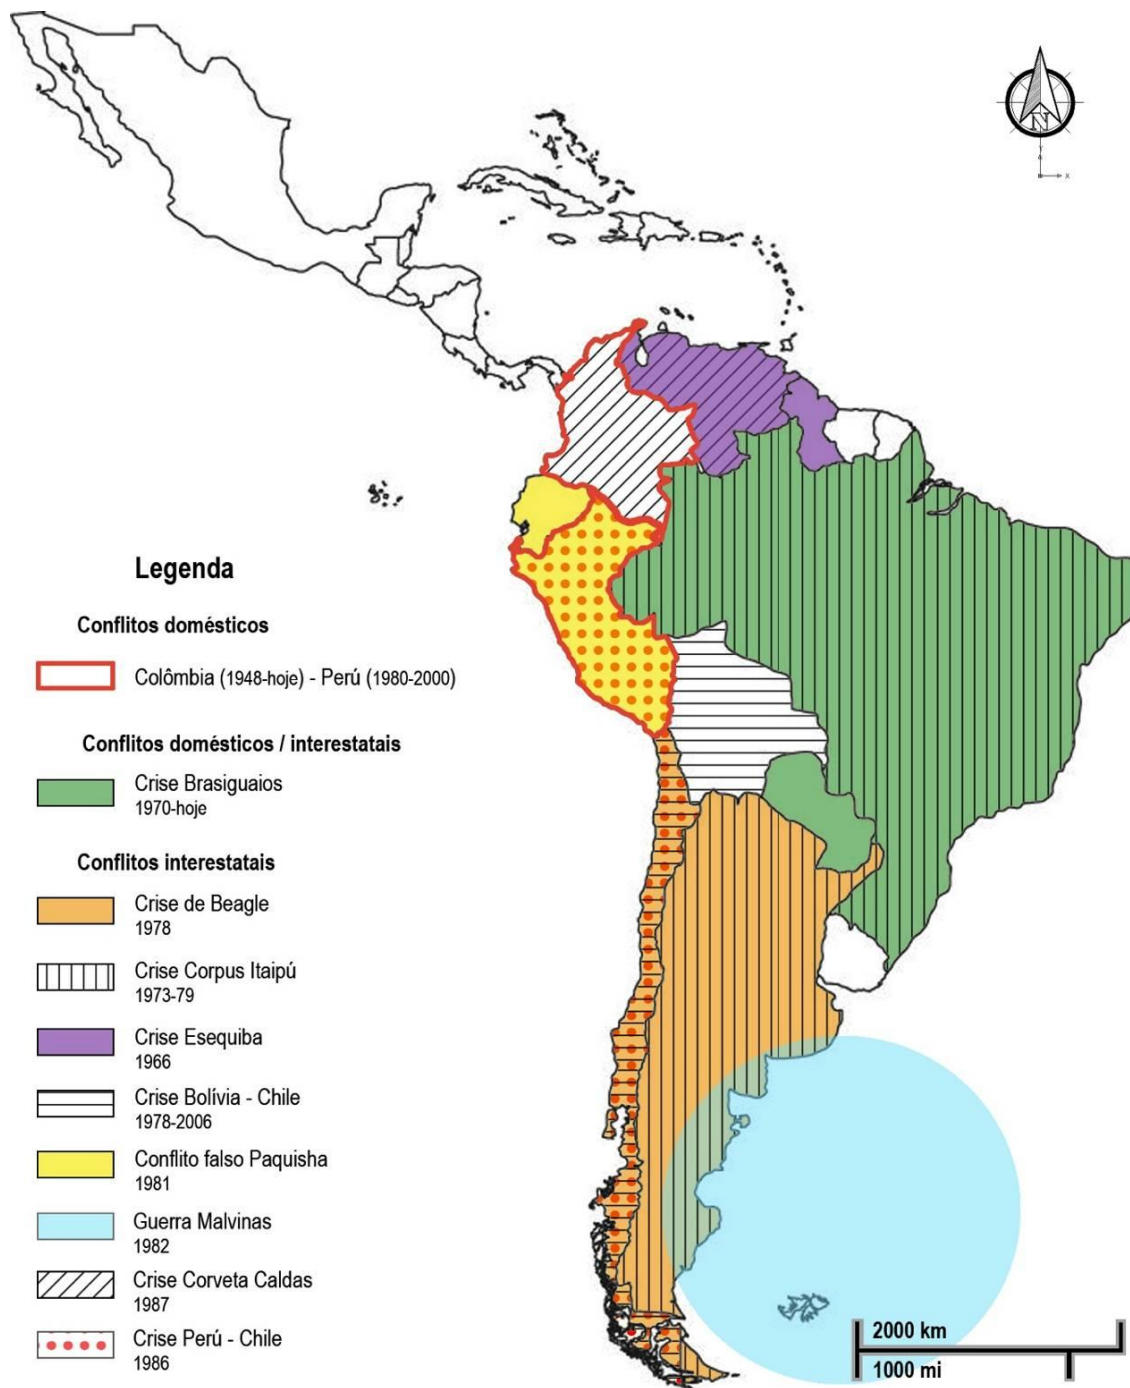 N
Y
X
Legenda
Conflitos domésticos
Colômbia (1948-hoje) - Perú (1980-2000)
Conflitos domésticos / interestatais
Crise Brasiguaios
1970-hoje
Conflitos interestatais
Crise de Beagle
1978
Crise Corpus Itaipú
1973-79
Crise Esequiba
1966
Crise Bolívia - Chile
1978-2006
Conflito falso Paquisha
1981
Guerra Malvinas
1982
Crise Corveta Caldas
1987
Crise Perú - Chile
1986
2000 km
1000 mi